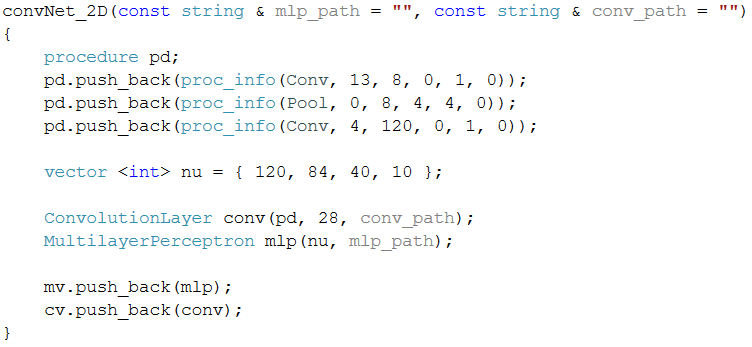 convNet_2D(const string & mlp_path = "", const string & conv_path = "")
{
    procedure pd;
    pd.push_back(proc_info(Conv, 13, 8, 0, 1, 0));
    pd.push_back(proc_info(Pool, 0, 8, 4, 4, 0));
    pd.push_back(proc_info(Conv, 4, 120, 0, 1, 0));

    vector <int> nu = { 120, 84, 40, 10 };

    ConvolutionLayer conv(pd, 28, conv_path);
    MultilayerPerceptron mlp(nu, mlp_path);

    mv.push_back(mlp);
    cv.push_back(conv);
}